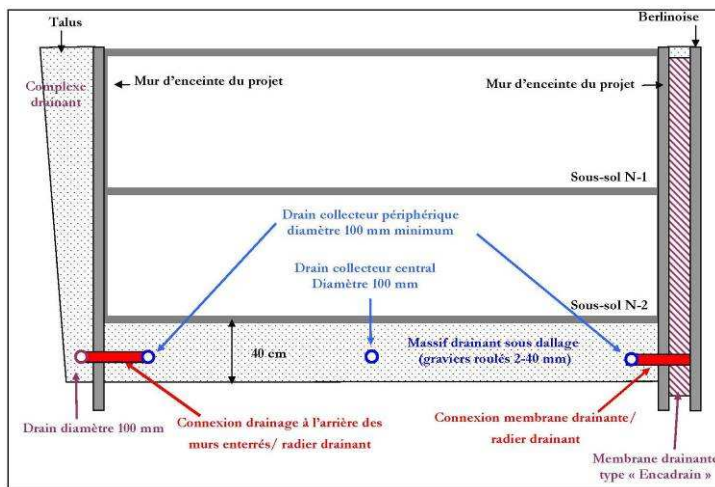 Talus
Berlinoise
Complexe
drainant
Mur d'enceinte du projet
Mur d'enceinte du projet
Sous-sol N-1
Drain collecteur périphérique
diamètre 100 mm minimum
Drain collecteur central
Diamètre 100 mm
Sous-sol N-2
40 cm
Massif drainant sous dallage
(graviers roulés 2-40 mm)
Drain diamètre 100 mm
Connexion drainage à l'arrière des
murs enterrés/ radier drainant
Connexion membrane drainante/
radier drainant
Membrane drainante
type « Encadrain »